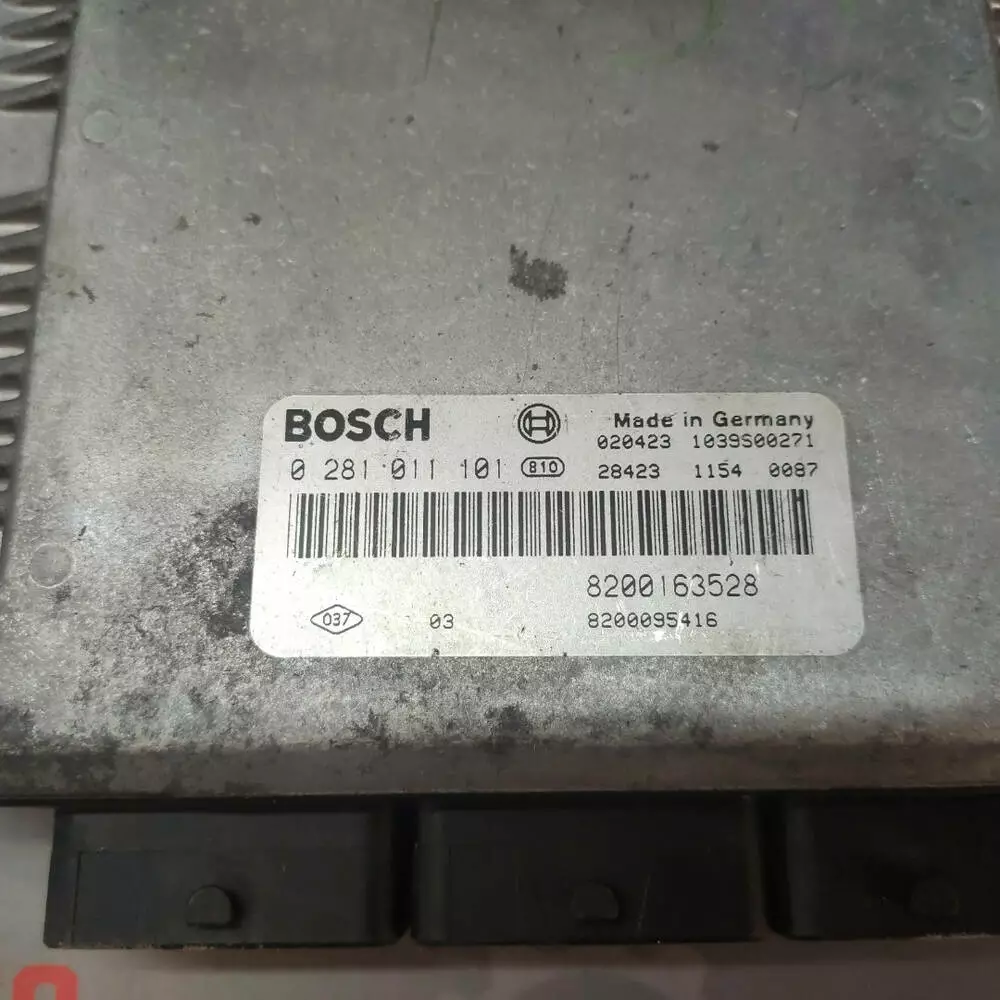 BOSCH
Made in Germany
020423 1039S00271
0 281 011 101 810 28423 1154 0087
8200163528
037 03 8200095416